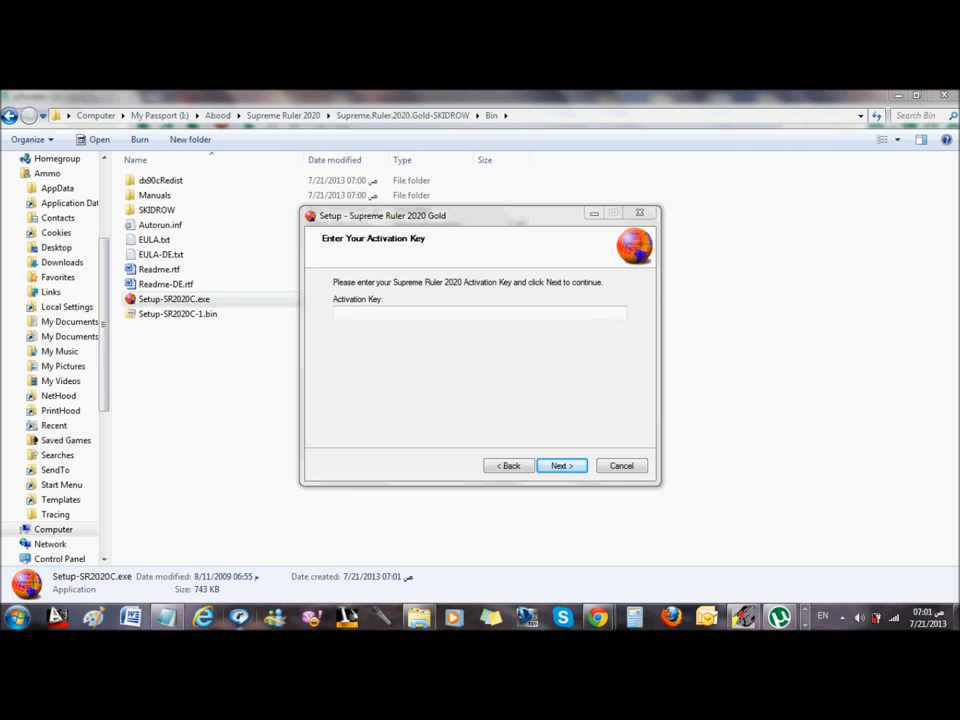 Computer ▸ My Passport (I:) ▸ Abood ▸ Supreme Ruler 2020 ▸ Supreme.Ruler.2020.Gold-SKIDROW ▸ Bin ▸
Search Bin
Organize ▾ Open Burn New folder
Name Date modified Type Size
Homegroup
Ammo
AppData
Application Dat
Contacts
Cookies
Desktop
Downloads
Favorites
Links
Local Settings
My Documents
My Documents
My Music
My Pictures
My Videos
NetHood
PrintHood
Recent
Saved Games
Searches
SendTo
Start Menu
Templates
Tracing
Computer
Network
Control Panel
dx90cRedist 7/21/2013 07:00 ص File folder
Manuals 7/21/2013 07:00 ص File folder
SKIDROW
Autorun.inf
EULA.txt
EULA-DE.txt
Readme.rtf
Readme-DE.rtf
Setup-SR2020C.exe
Setup-SR2020C-1.bin
Setup - Supreme Ruler 2020 Gold
Enter Your Activation Key
Please enter your Supreme Ruler 2020 Activation Key and click Next to continue.
Activation Key:
< Back Next > Cancel
Setup-SR2020C.exe Date modified: 8/11/2009 06:55 م Date created: 7/21/2013 07:01 ص
Application Size: 743 KB
EN
07:01 ص
7/21/2013